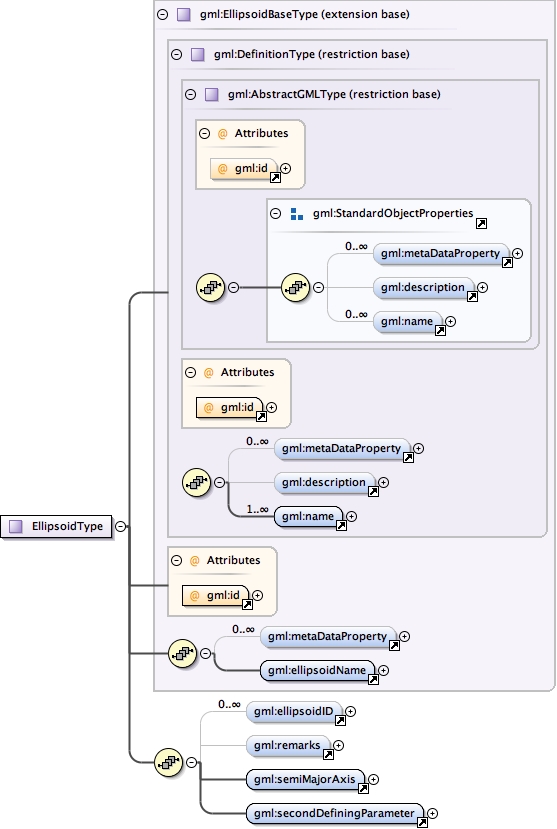 gml:EllipsoidBaseType (extension base)
gml:DefinitionType (restriction base)
gml:AbstractGMLType (restriction base)
@ Attributes
@ gml:id
gml:StandardObjectProperties
0..∞
gml:metaDataProperty
gml:description
0..∞
gml:name
@ Attributes
@ gml:id
0..∞
gml:metaDataProperty
gml:description
1..∞
gml:name
EllipsoidType
@ Attributes
@ gml:id
0..∞
gml:metaDataProperty
gml:ellipsoidName
0..∞
gml:ellipsoidID
gml:remarks
gml:semiMajorAxis
gml:secondDefiningParameter